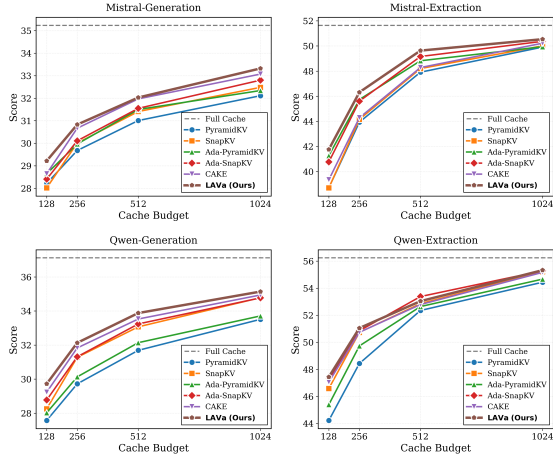 Mistral-Generation
35
34
33
32
31
30
29
28
Score
128
256
512
1024
Cache Budget
Full Cache
PyramidKV
SnapKV
Ada-PyramidKV
Ada-SnapKV
CAKE
LAVa (Ours)
Mistral-Extraction
52
50
48
46
44
42
40
Score
128
256
512
1024
Cache Budget
Full Cache
PyramidKV
SnapKV
Ada-PyramidKV
Ada-SnapKV
CAKE
LAVa (Ours)
Qwen-Generation
36
34
32
30
28
Score
128
256
512
1024
Cache Budget
Full Cache
PyramidKV
SnapKV
Ada-PyramidKV
Ada-SnapKV
CAKE
LAVa (Ours)
Qwen-Extraction
56
54
52
50
48
46
44
Score
128
256
512
1024
Cache Budget
Full Cache
PyramidKV
SnapKV
Ada-PyramidKV
Ada-SnapKV
CAKE
LAVa (Ours)